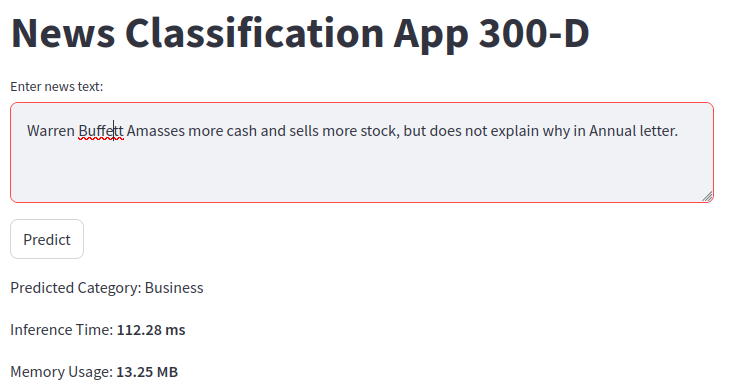 News Classification App 300-D
Enter news text:
Warren Buffett Amasses more cash and sells more stock, but does not explain why in Annual letter.
Predict
Predicted Category: Business
Inference Time: 112.28 ms
Memory Usage: 13.25 MB